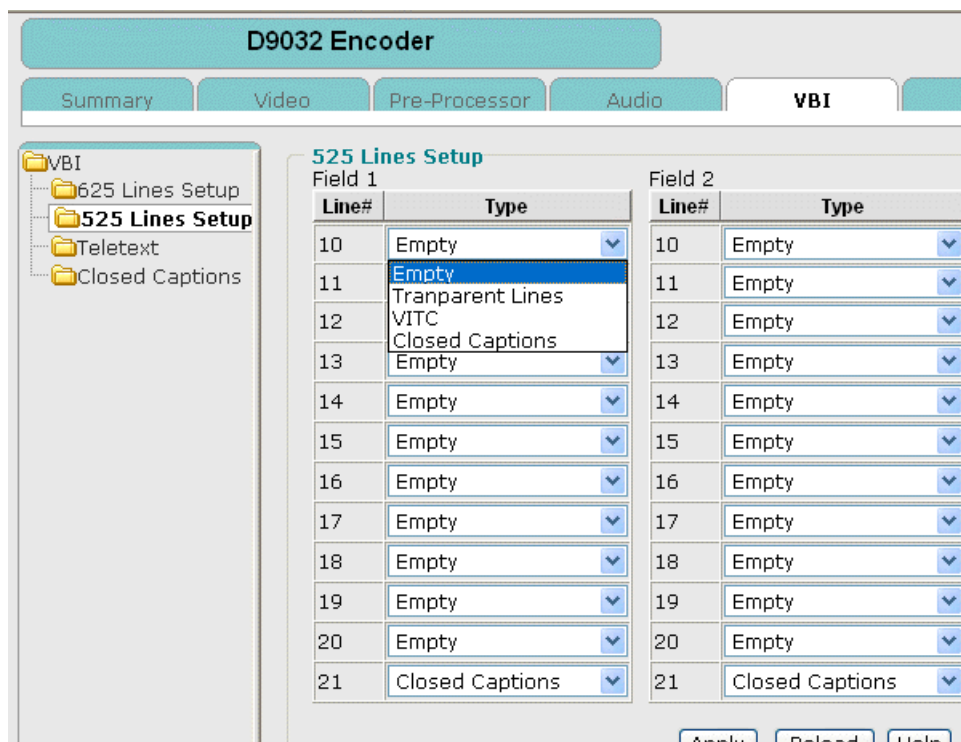 D9032 Encoder
Summary Video Pre-Processor Audio VBI
VBI
625 Lines Setup
525 Lines Setup
Teletext
Closed Captions
525 Lines Setup
Field 1 Field 2
Line# Type Line# Type
10 Empty 10 Empty
Empty
11 11 Empty
Tranparent Lines
VITC
12 12 Empty
Closed Captions
13 Empty 13 Empty
14 Empty 14 Empty
15 Empty 15 Empty
16 Empty 16 Empty
17 Empty 17 Empty
18 Empty 18 Empty
19 Empty 19 Empty
20 Empty 20 Empty
21 Closed Captions 21 Closed Captions
Apply Reload Help